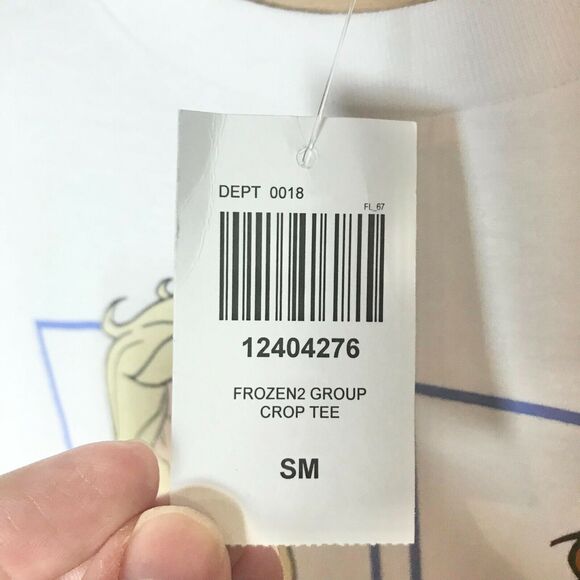 DEPT 0018
FL_67
12404276
FROZEN2 GROUP
CROP TEE
SM